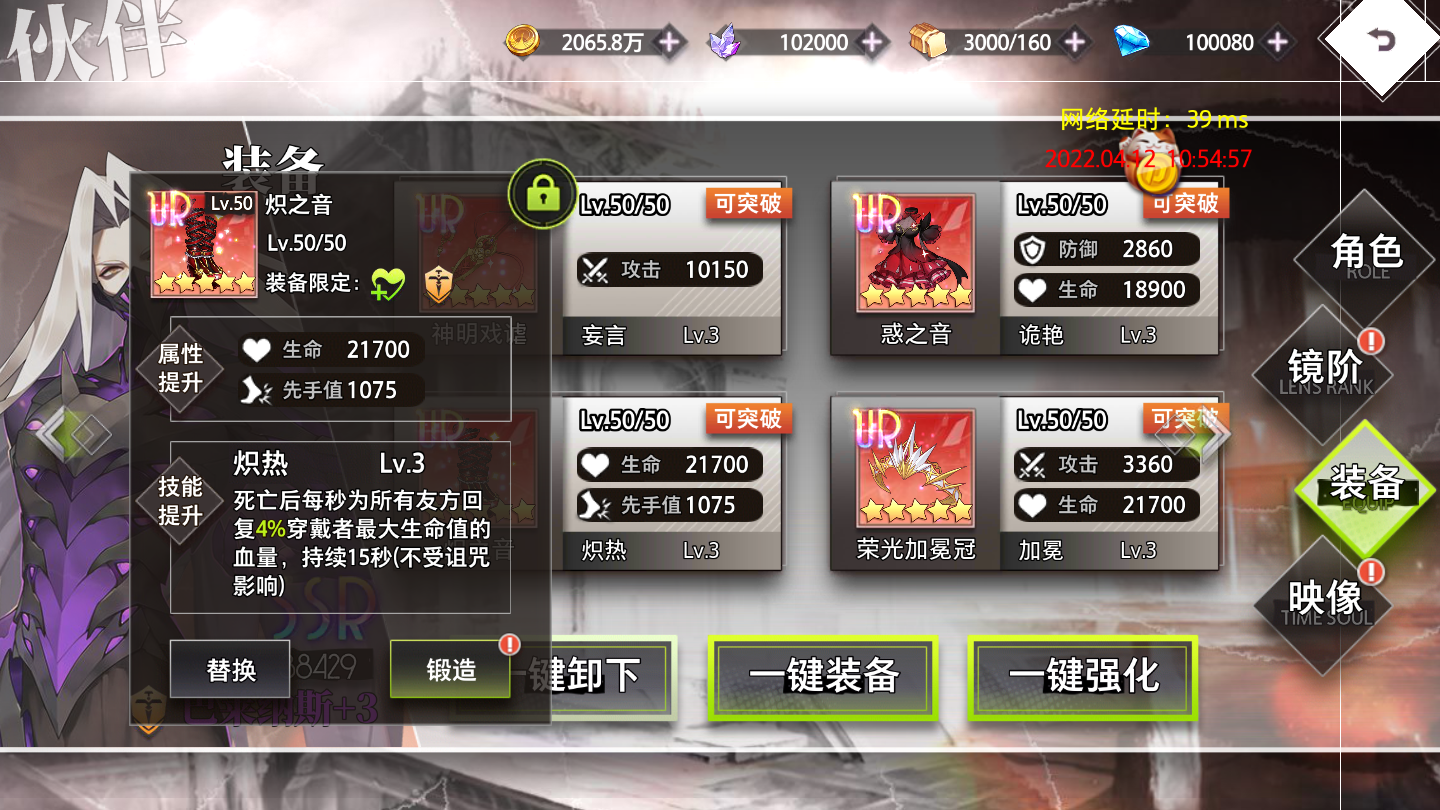 伙伴
2065.8万
102000
3000/160
100080
网络延时：39 ms
2022.04.12 10:54:57
装备
UR
Lv.50
炽之音
Lv.50/50
装备限定：
属性
提升
生命 21700
先手值 1075
技能
提升
炽热 Lv.3
死亡后每秒为所有友方回
复4%穿戴者最大生命值的
血量，持续15秒(不受诅咒
影响)
替换
锻造
UR
神明戏谑
Lv.50/50
可突破
攻击 10150
妄言 Lv.3
UR
惑之音
Lv.50/50
可突破
防御 2860
生命 18900
诡艳 Lv.3
UR
Lv.50/50
可突破
生命 21700
先手值 1075
炽热 Lv.3
UR
荣光加冕冠
Lv.50/50
可突破
攻击 3360
生命 21700
加冕 Lv.3
SSR
38429
+3
一键卸下
一键装备
一键强化
角色
ROLE
镜阶
LENS RANK
装备
EQUIP
映像
TIME SOUL